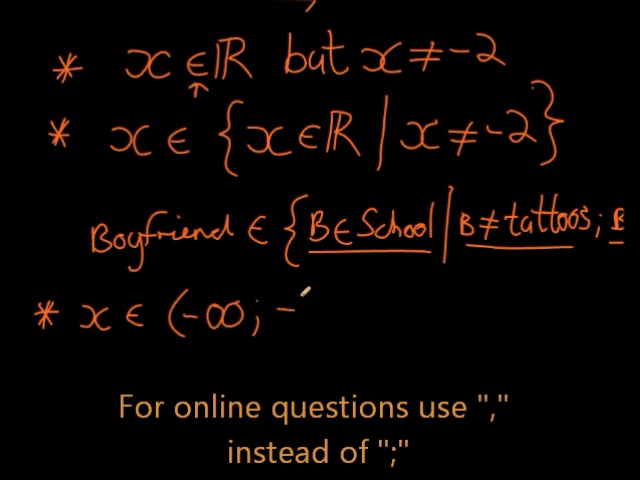 * x ∈ ℝ but x ≠ -2
* x ∈ {x ∈ ℝ | x ≠ -2}
Boyfriend ∈ {B ∈ School | B ≠ tattoos; B
* x ∈ (-∞; -
For online questions use ","
instead of ";"